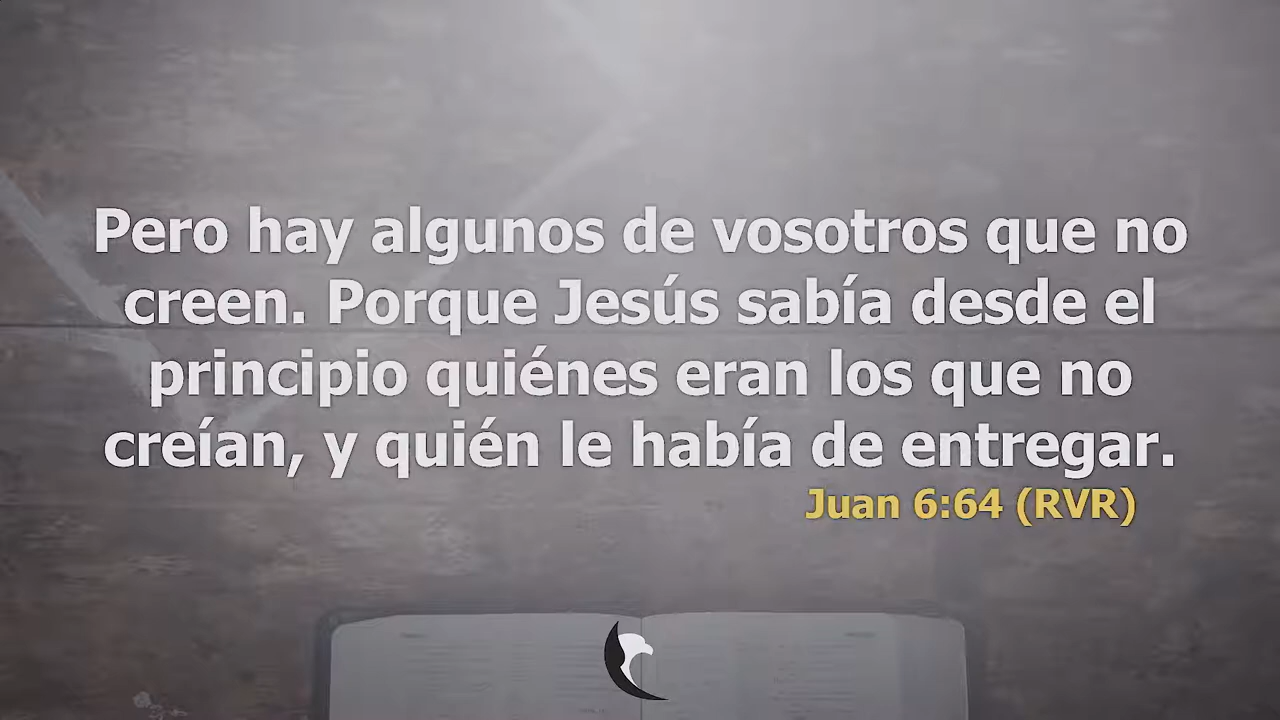 Pero hay algunos de vosotros que no
creen. Porque Jesús sabía desde el
principio quiénes eran los que no
creían, y quién le había de entregar.
Juan 6:64 (RVR)